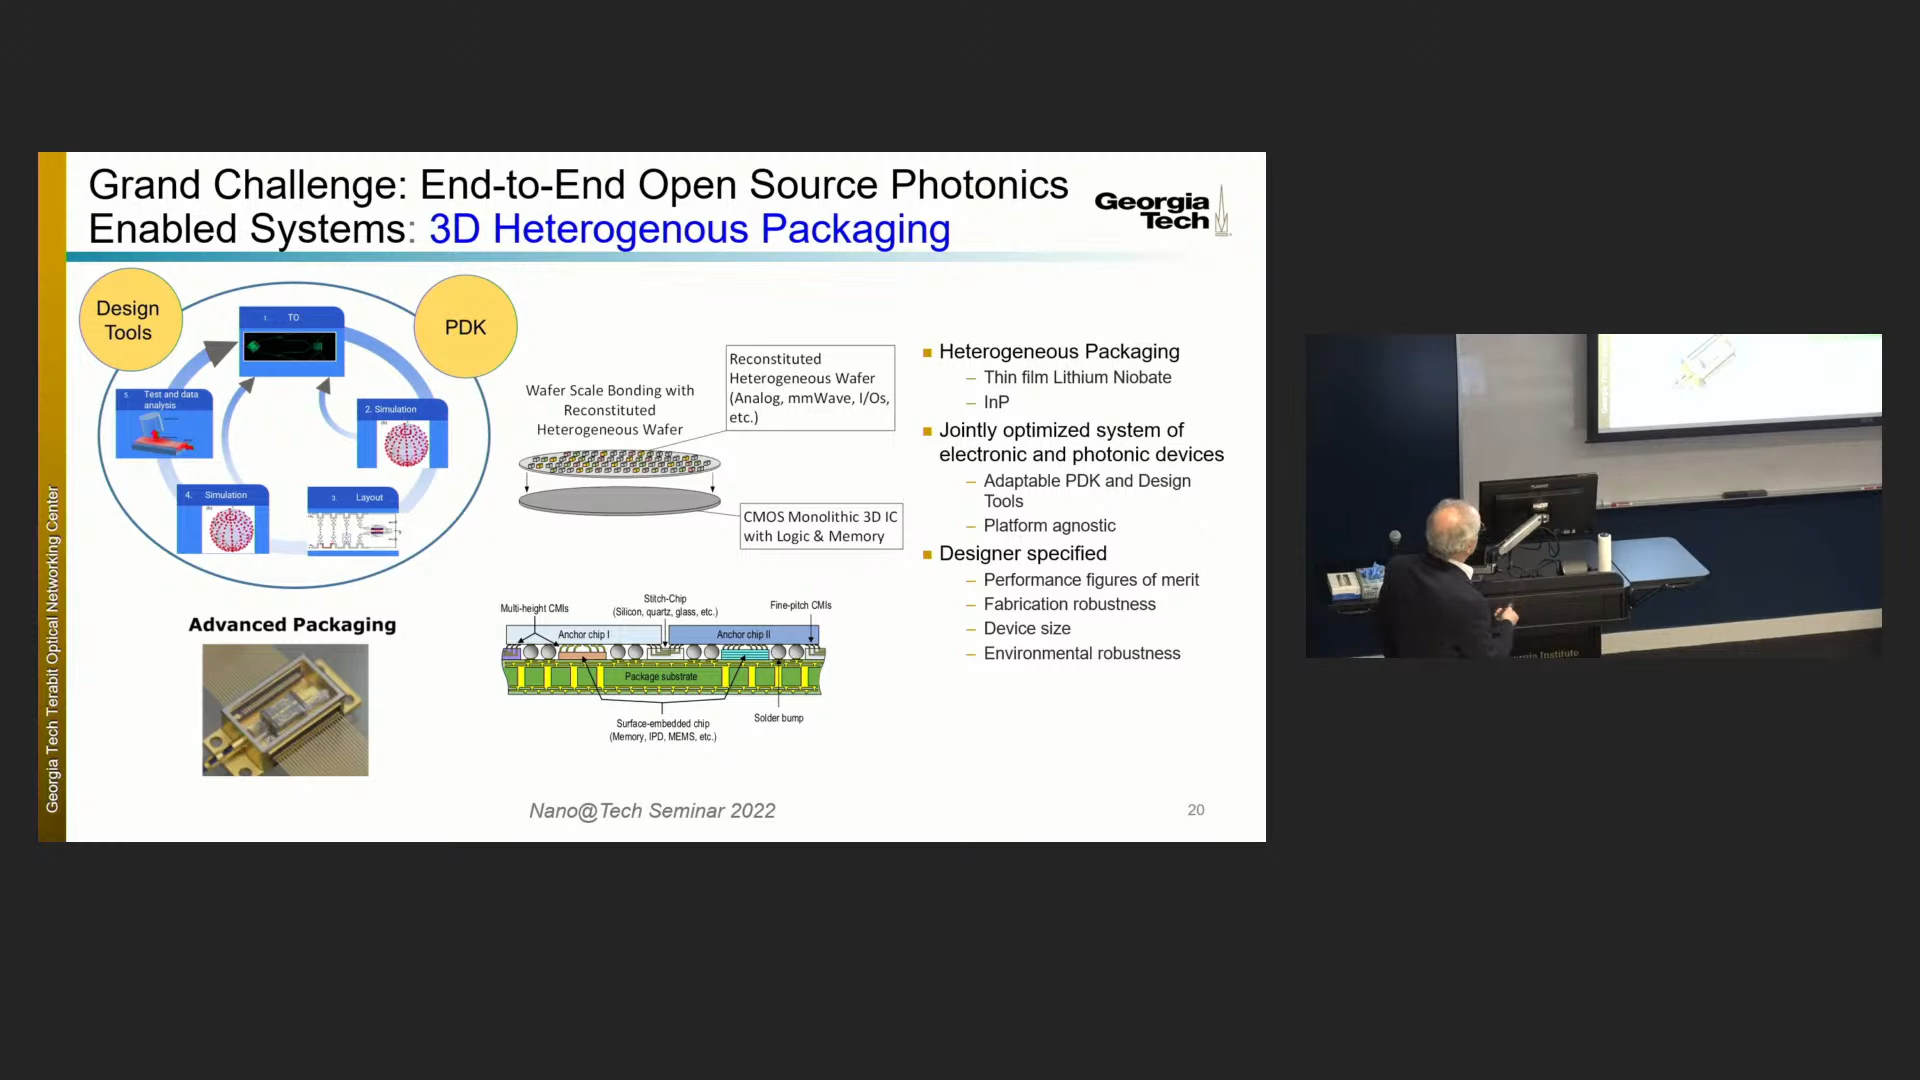 Grand Challenge: End-to-End Open Source Photonics
Enabled Systems: 3D Heterogenous Packaging
Georgia
Tech
Georgia Tech Terabit Optical Networking Center
Design
Tools
PDK
1. TO
2. Simulation
3. Layout
4. Simulation
5. Test and data
analysis
Advanced Packaging
Wafer Scale Bonding with
Reconstituted
Heterogeneous Wafer
Reconstituted
Heterogeneous Wafer
(Analog, mmWave, I/Os,
etc.)
CMOS Monolithic 3D IC
with Logic & Memory
Multi-height CMIs
Stitch-Chip
(Silicon, quartz, glass, etc.)
Fine-pitch CMIs
Anchor chip I
Anchor chip II
Package substrate
Surface-embedded chip
(Memory, IPD, MEMS, etc.)
Solder bump
Heterogeneous Packaging
– Thin film Lithium Niobate
– InP
Jointly optimized system of
electronic and photonic devices
– Adaptable PDK and Design
Tools
– Platform agnostic
Designer specified
– Performance figures of merit
– Fabrication robustness
– Device size
– Environmental robustness
Nano@Tech Seminar 2022
20
Institute